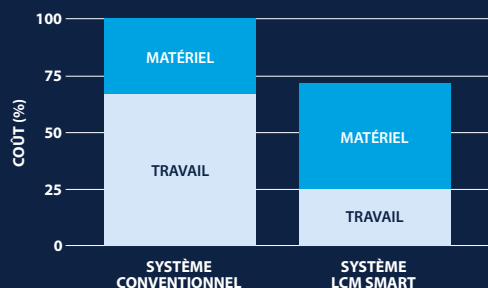 COÛT (%)
100
75
50
25
0
MATÉRIEL
TRAVAIL
MATÉRIEL
TRAVAIL
SYSTÈME
CONVENTIONNEL
SYSTÈME
LCM SMART